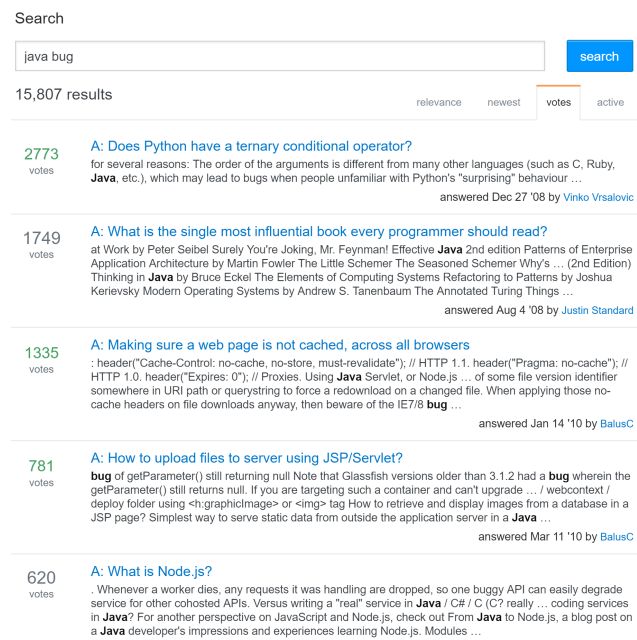 Search
java bug
search
15,807 results
relevance newest votes active
2773
votes
A: Does Python have a ternary conditional operator?
for several reasons: The order of the arguments is different from many other languages (such as C, Ruby,
Java, etc.), which may lead to bugs when people unfamiliar with Python's "surprising" behaviour …
answered Dec 27 '08 by Vinko Vrsalovic
1749
votes
A: What is the single most influential book every programmer should read?
at Work by Peter Seibel Surely You're Joking, Mr. Feynman! Effective Java 2nd edition Patterns of Enterprise
Application Architecture by Martin Fowler The Little Schemer The Seasoned Schemer Why's … (2nd Edition)
Thinking in Java by Bruce Eckel The Elements of Computing Systems Refactoring to Patterns by Joshua
Kerievsky Modern Operating Systems by Andrew S. Tanenbaum The Annotated Turing Things …
answered Aug 4 '08 by Justin Standard
1335
votes
A: Making sure a web page is not cached, across all browsers
: header("Cache-Control: no-cache, no-store, must-revalidate"); // HTTP 1.1. header("Pragma: no-cache"); //
HTTP 1.0. header("Expires: 0"); // Proxies. Using Java Servlet, or Node.js … of some file version identifier
somewhere in URI path or querystring to force a redownload on a changed file. When applying those no-
cache headers on file downloads anyway, then beware of the IE7/8 bug …
answered Jan 14 '10 by BalusC
781
votes
A: How to upload files to server using JSP/Servlet?
bug of getParameter() still returning null Note that Glassfish versions older than 3.1.2 had a bug wherein the
getParameter() still returns null. If you are targeting such a container and can't upgrade … / webcontext /
deploy folder using <h:graphicImage> or <img> tag How to retrieve and display images from a database in a
JSP page? Simplest way to serve static data from outside the application server in a Java …
answered Mar 11 '10 by BalusC
620
votes
A: What is Node.js?
. Whenever a worker dies, any requests it was handling are dropped, so one buggy API can easily degrade
service for other cohosted APIs. Versus writing a "real" service in Java / C# / C (C? really … coding services
in Java? For another perspective on JavaScript and Node.js, check out From Java to Node.js, a blog post on
a Java developer's impressions and experiences learning Node.js. Modules …